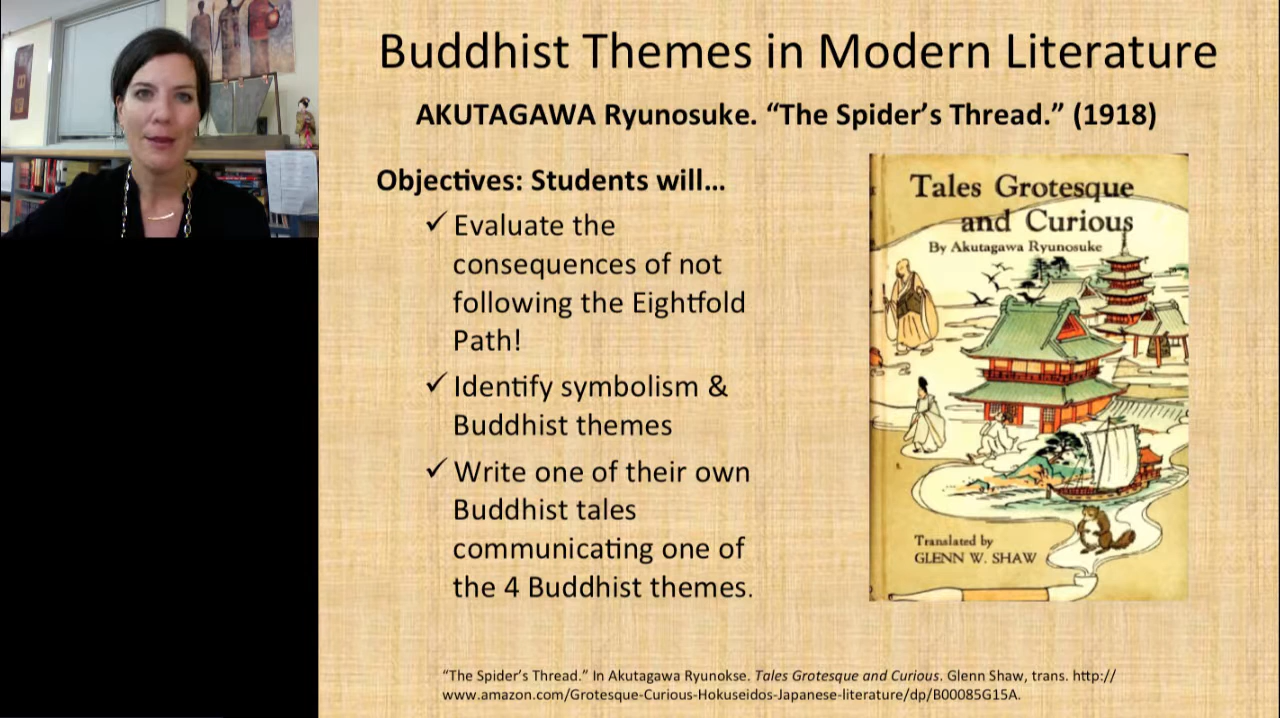 Buddhist Themes in Modern Literature
AKUTAGAWA Ryunosuke. “The Spider’s Thread.” (1918)
Objectives: Students will…
✓ Evaluate the
consequences of not
following the Eightfold
Path!
✓ Identify symbolism &
Buddhist themes
✓ Write one of their own
Buddhist tales
communicating one of
the 4 Buddhist themes.
Tales Grotesque
and Curious
By Akutagawa Ryunosuke
Translated by
GLENN W. SHAW
“The Spider’s Thread.” In Akutagawa Ryunokse. Tales Grotesque and Curious. Glenn Shaw, trans. http://
www.amazon.com/Grotesque-Curious-Hokuseidos-Japanese-literature/dp/B00085G15A.